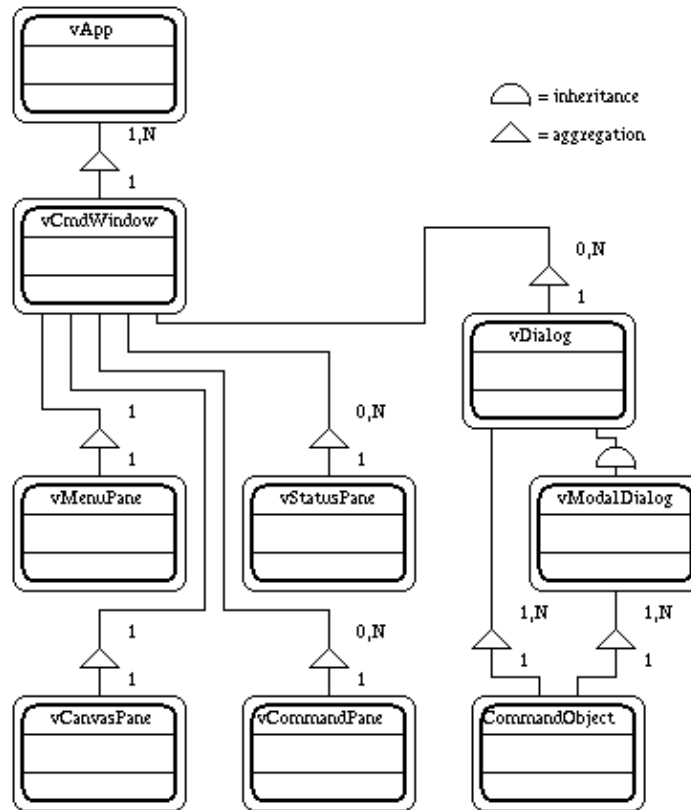 vApp
= inheritance
1,N
= aggregation
1
vCmdWindow
0,N
1
vDialog
1
0,N
1
1
vMenuPane
vStatusPane
vModalDialog
1,N
1,N
1
0,N
1
1
1
1
vCanvasPane
vCommandPane
CommandObject